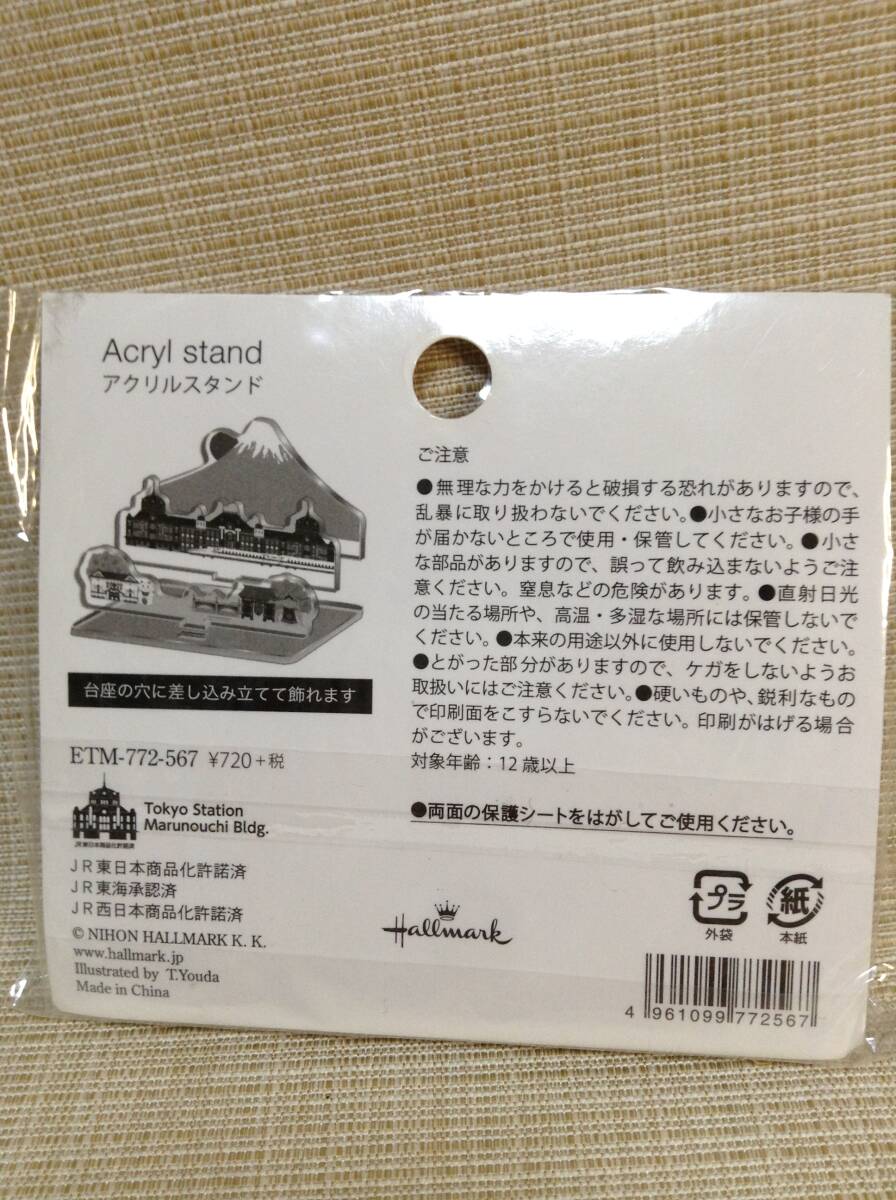 Acryl stand
アクリルスタンド
台座の穴に差し込み立てて飾れます
ETM-772-567 ¥720+税
Tokyo Station
Marunouchi Bldg.
JR東日本商品化許諾済
JR東日本商品化許諾済
JR東海承認済
JR西日本商品化許諾済
© NIHON HALLMARK K. K.
www.hallmark.jp
Illustrated by T.Youda
Made in China
ご注意
●無理な力をかけると破損する恐れがありますので、
乱暴に取り扱わないでください。●小さなお子様の手
が届かないところで使用・保管してください。●小さ
な部品がありますので、誤って飲み込まないようご注
意ください。窒息などの危険があります。●直射日光
の当たる場所や、高温・多湿な場所には保管しないで
ください。●本来の用途以外に使用しないでください。
●とがった部分がありますので、ケガをしないようお
取扱いにはご注意ください。●硬いものや、鋭利なもの
で印刷面をこすらないでください。印刷がはげる場合
がございます。
対象年齢：12歳以上
●両面の保護シートをはがしてご使用ください。
Hallmark
プラ
外袋
紙
本紙
4 961099 772567